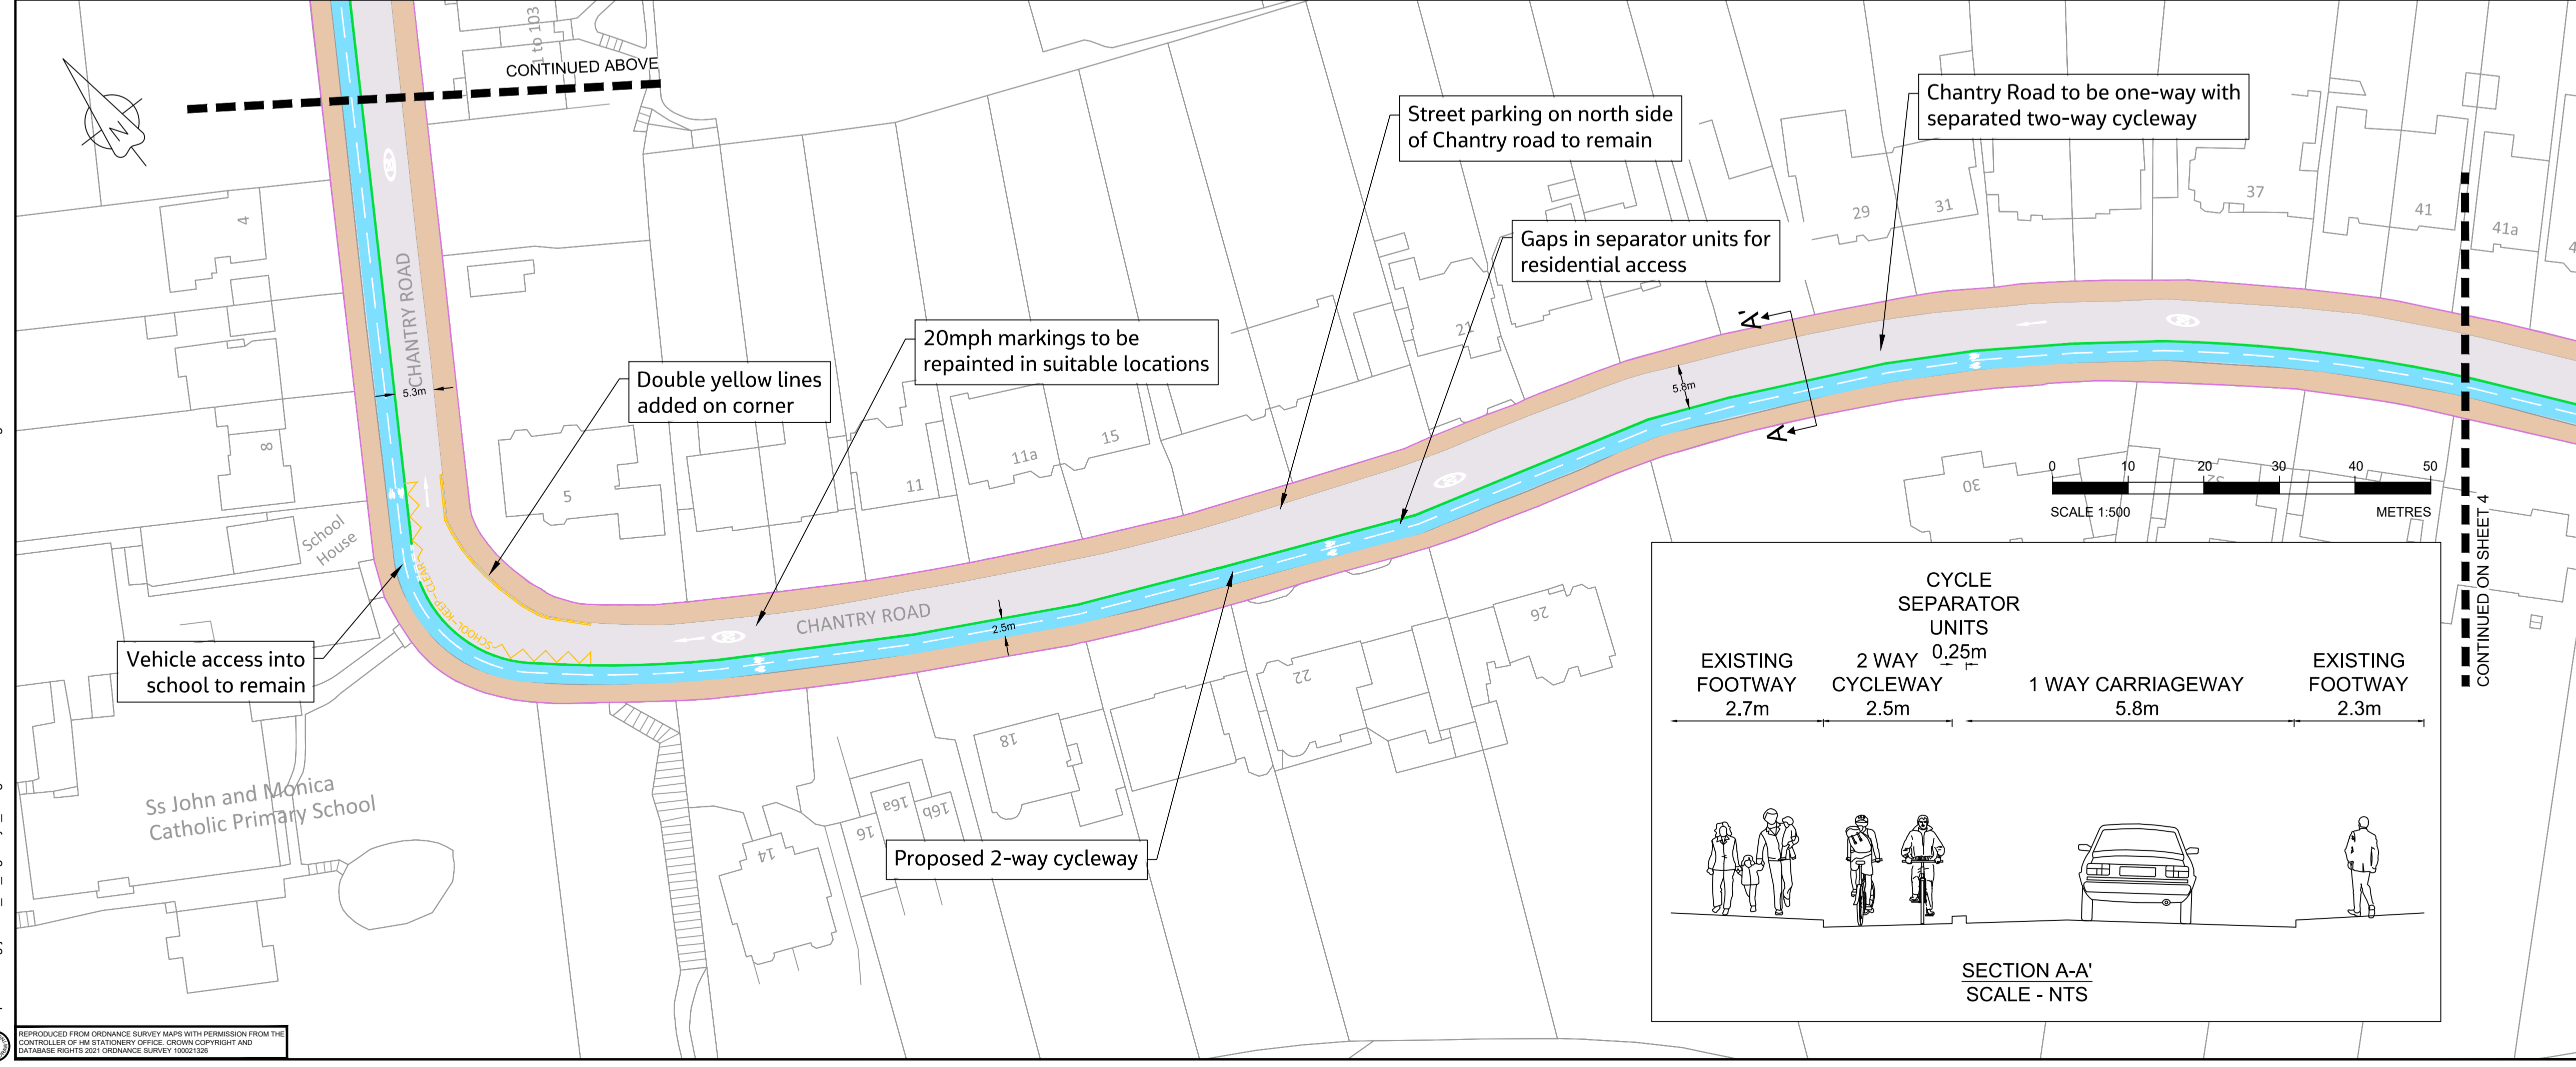 1 to 103
CONTINUED ABOVE
N
4
CHANTRY ROAD
5.3m
8
School
House
Double yellow lines
added on corner
20mph markings to be
repainted in suitable locations
Street parking on north side
of Chantry road to remain
Gaps in separator units for
residential access
Chantry Road to be one-way with
separated two-way cycleway
29
31
37
41
41a
21
A'
A
5.8m
5
11
11a
15
SCHOOL-KEEP-CLEAR
CHANTRY ROAD
2.5m
Vehicle access into
school to remain
Ss John and Monica
Catholic Primary School
14
16
16a
16b
18
22
26
30
Proposed 2-way cycleway
0 10 20 30 40 50
SCALE 1:500 METRES
CONTINUED ON SHEET 4
CYCLE
SEPARATOR
UNITS
0.25m
EXISTING
FOOTWAY
2.7m
2 WAY
CYCLEWAY
2.5m
1 WAY CARRIAGEWAY
5.8m
EXISTING
FOOTWAY
2.3m
SECTION A-A'
SCALE - NTS
REPRODUCED FROM ORDNANCE SURVEY MAPS WITH PERMISSION FROM THE
CONTROLLER OF HM STATIONERY OFFICE. CROWN COPYRIGHT AND
DATABASE RIGHTS 2021 ORDNANCE SURVEY 100021326